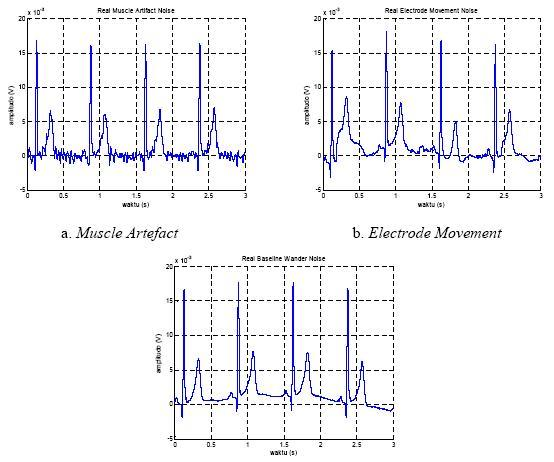 Real Muscle Artifact Noise
x 10⁻³
20
15
10
5
0
-5
amplitudo (V)
0 0.5 1 1.5 2 2.5 3
waktu (s)
a. Muscle Artefact
Real Electrode Movement Noise
x 10⁻³
20
15
10
5
0
-5
amplitudo (V)
0 0.5 1 1.5 2 2.5 3
waktu (s)
b. Electrode Movement
Real Baseline Wander Noise
x 10⁻³
20
15
10
5
0
-5
amplitudo (V)
0 0.5 1 1.5 2 2.5 3
waktu (s)